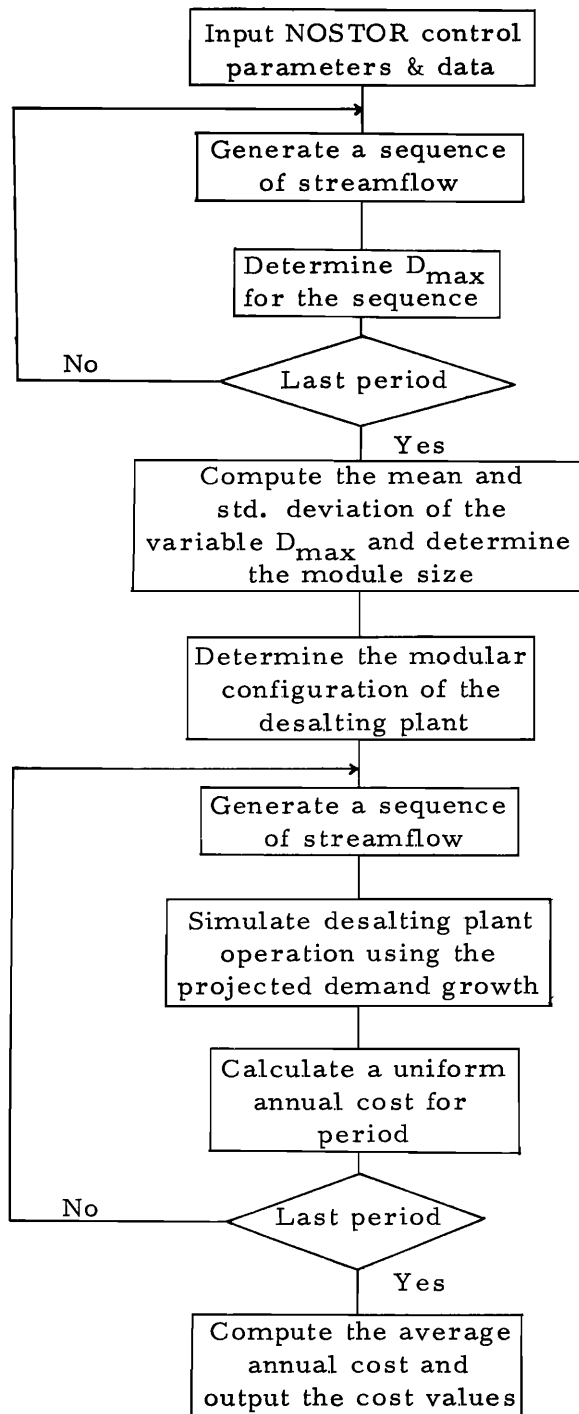 Input NOSTOR control
parameters & data
Generate a sequence
of streamflow
Determine Dmax
for the sequence
No
Last period
Yes
Compute the mean and
std. deviation of the
variable Dmax and determine
the module size
Determine the modular
configuration of the
desalting plant
Generate a sequence
of streamflow
Simulate desalting plant
operation using the
projected demand growth
Calculate a uniform
annual cost for
period
No
Last period
Yes
Compute the average
annual cost and
output the cost values